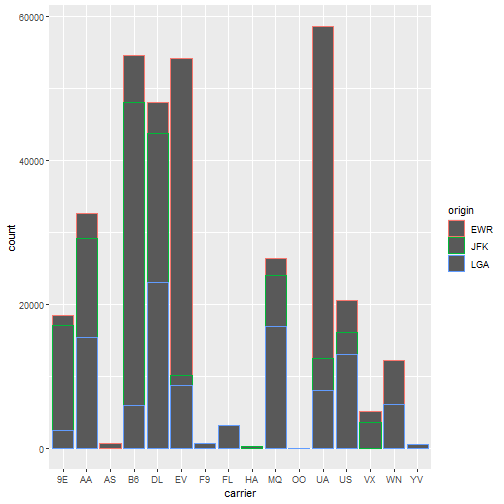 60000
40000
20000
0
count
9E AA AS B6 DL EV F9 FL HA MQ OO UA US VX WN YV
carrier
origin
EWR
JFK
LGA